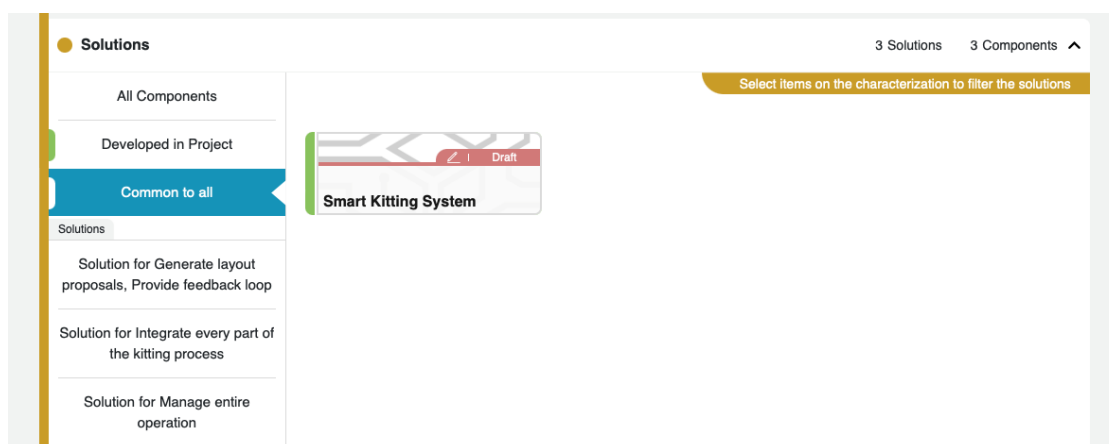 Solutions
3 Solutions
3 Components
Select items on the characterization to filter the solutions
All Components
Developed in Project
Common to all
Solutions
Solution for Generate layout
proposals, Provide feedback loop
Solution for Integrate every part of
the kitting process
Solution for Manage entire
operation
Draft
Smart Kitting System